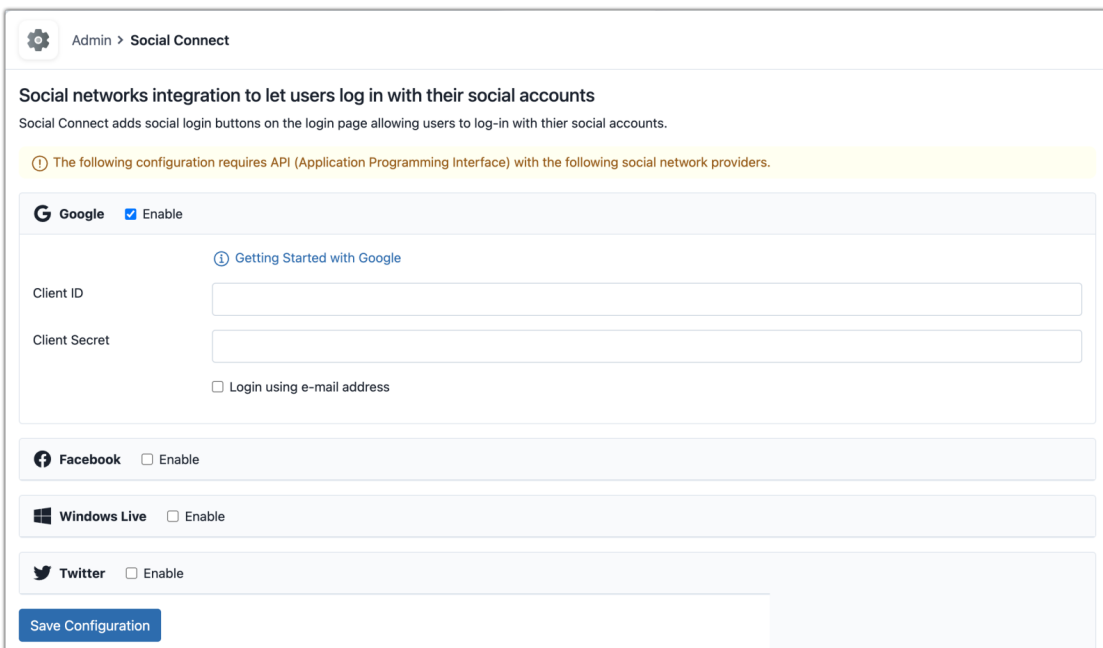 Admin > Social Connect
Social networks integration to let users log in with their social accounts
Social Connect adds social login buttons on the login page allowing users to log-in with thier social accounts.
The following configuration requires API (Application Programming Interface) with the following social network providers.
Google Enable
Getting Started with Google
Client ID
Client Secret
Login using e-mail address
Facebook Enable
Windows Live Enable
Twitter Enable
Save Configuration